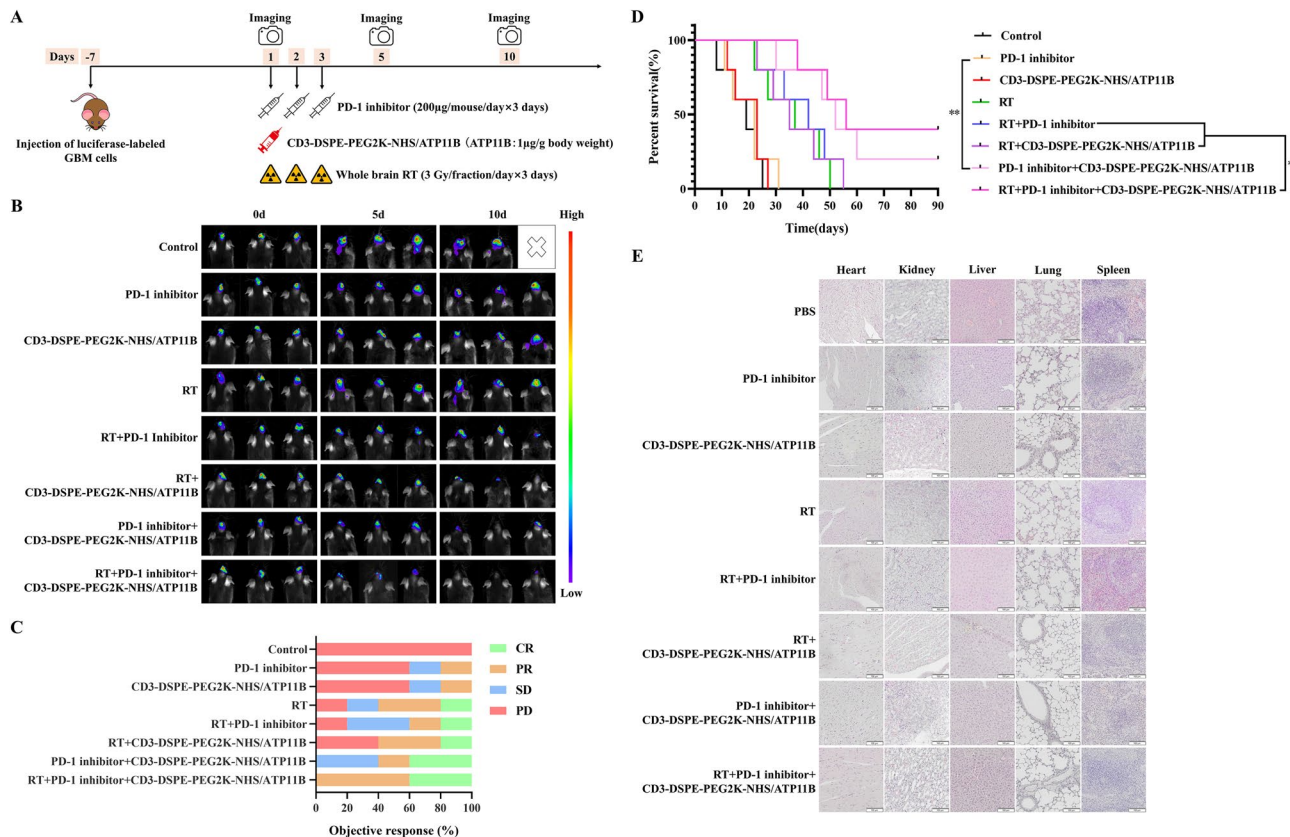 A
Imaging
Imaging
Imaging
Days
-7
1
2
3
5
10
PD-1 inhibitor (200μg/mouse/day×3 days)
Injection of luciferase-labeled
GBM cells
CD3-DSPE-PEG2K-NHS/ATP11B (ATP11B:1μg/g body weight)
Whole brain RT (3 Gy/fraction/day×3 days)
B
0d
5d
10d
High
Control
PD-1 inhibitor
CD3-DSPE-PEG2K-NHS/ATP11B
RT
RT+PD-1 Inhibitor
RT+
CD3-DSPE-PEG2K-NHS/ATP11B
PD-1 inhibitor+
CD3-DSPE-PEG2K-NHS/ATP11B
RT+PD-1 inhibitor+
CD3-DSPE-PEG2K-NHS/ATP11B
Low
C
Control
PD-1 inhibitor
CD3-DSPE-PEG2K-NHS/ATP11B
RT
RT+PD-1 inhibitor
RT+CD3-DSPE-PEG2K-NHS/ATP11B
PD-1 inhibitor+CD3-DSPE-PEG2K-NHS/ATP11B
RT+PD-1 inhibitor+CD3-DSPE-PEG2K-NHS/ATP11B
0 20 40 60 80 100
Objective response (%)
CR
PR
SD
PD
D
Percent survival(%)
100
50
0
0 10 20 30 40 50 60 70 80 90
Time(days)
Control
PD-1 inhibitor
CD3-DSPE-PEG2K-NHS/ATP11B
RT
RT+PD-1 inhibitor
RT+CD3-DSPE-PEG2K-NHS/ATP11B
PD-1 inhibitor+CD3-DSPE-PEG2K-NHS/ATP11B
RT+PD-1 inhibitor+CD3-DSPE-PEG2K-NHS/ATP11B
**
E
Heart
Kidney
Liver
Lung
Spleen
PBS
PD-1 inhibitor
CD3-DSPE-PEG2K-NHS/ATP11B
RT
RT+PD-1 inhibitor
RT+
CD3-DSPE-PEG2K-NHS/ATP11B
PD-1 inhibitor+
CD3-DSPE-PEG2K-NHS/ATP11B
RT+PD-1 inhibitor+
CD3-DSPE-PEG2K-NHS/ATP11B